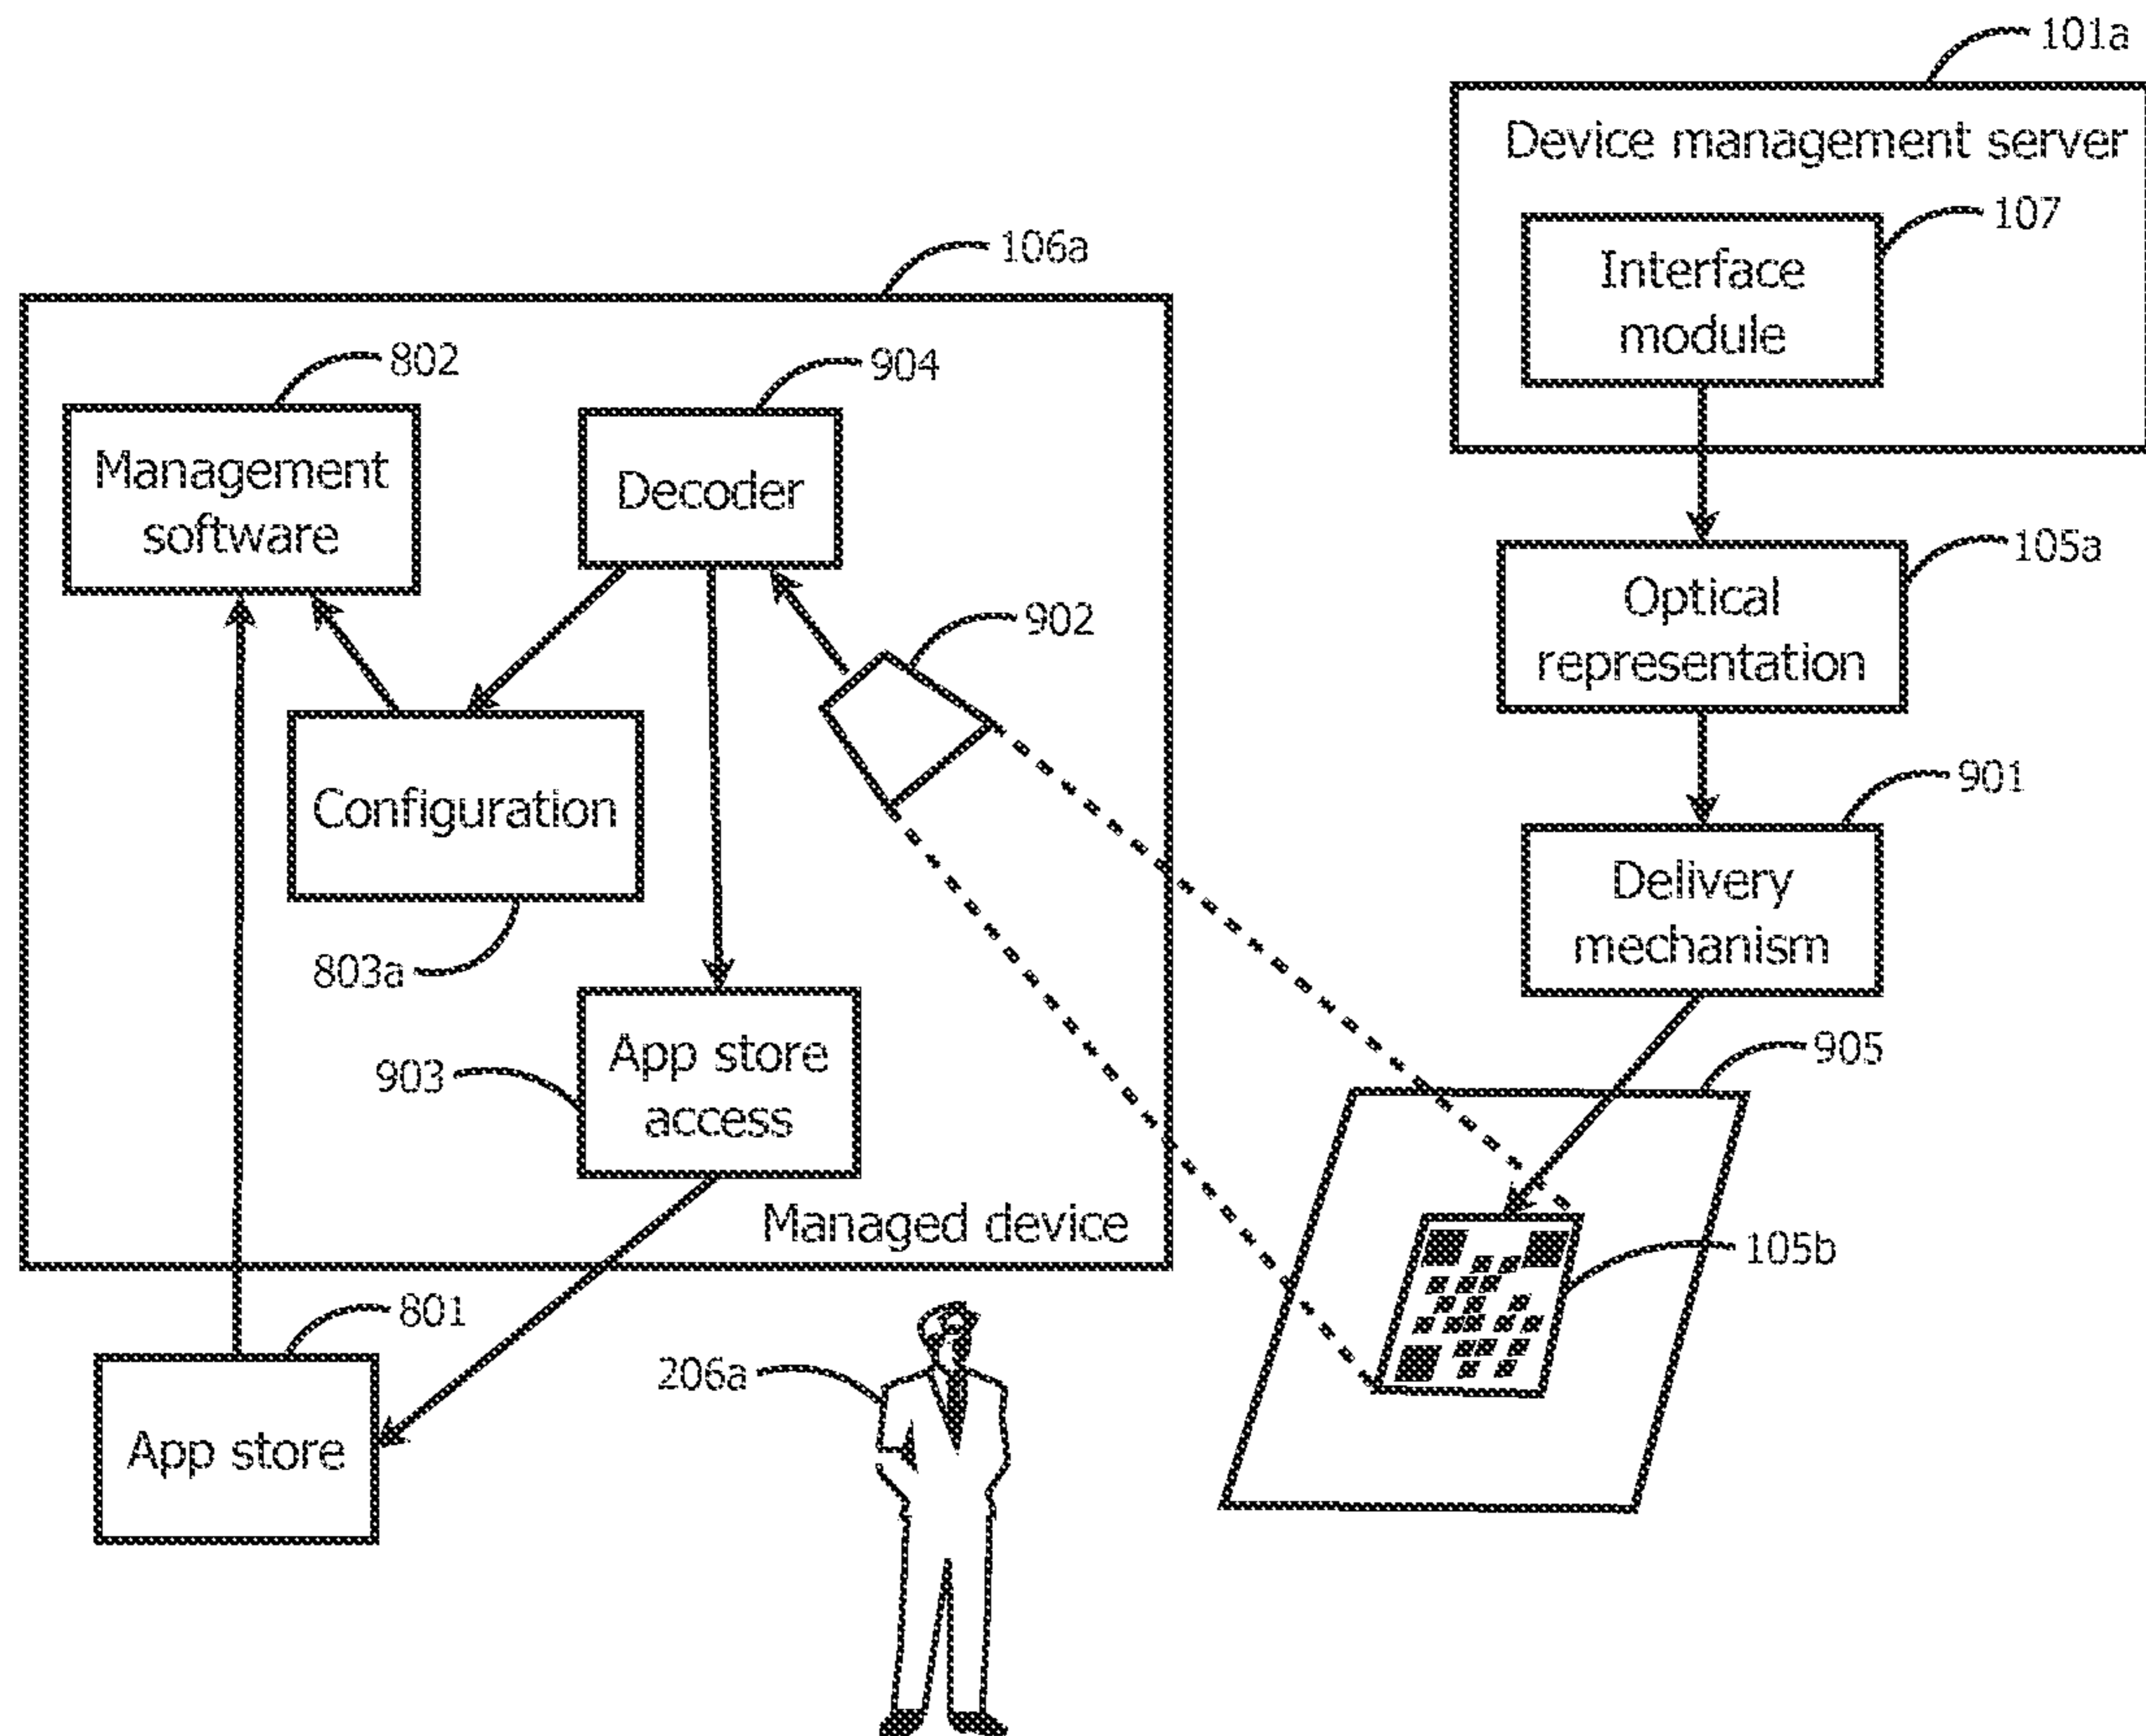 101a
Device management server
107
Interface
module
106a
802
904
Management
software
Decoder
105a
Optical
representation
902
Configuration
803a
901
Delivery
mechanism
903
App store
access
905
Managed device
105b
801
206a
App store